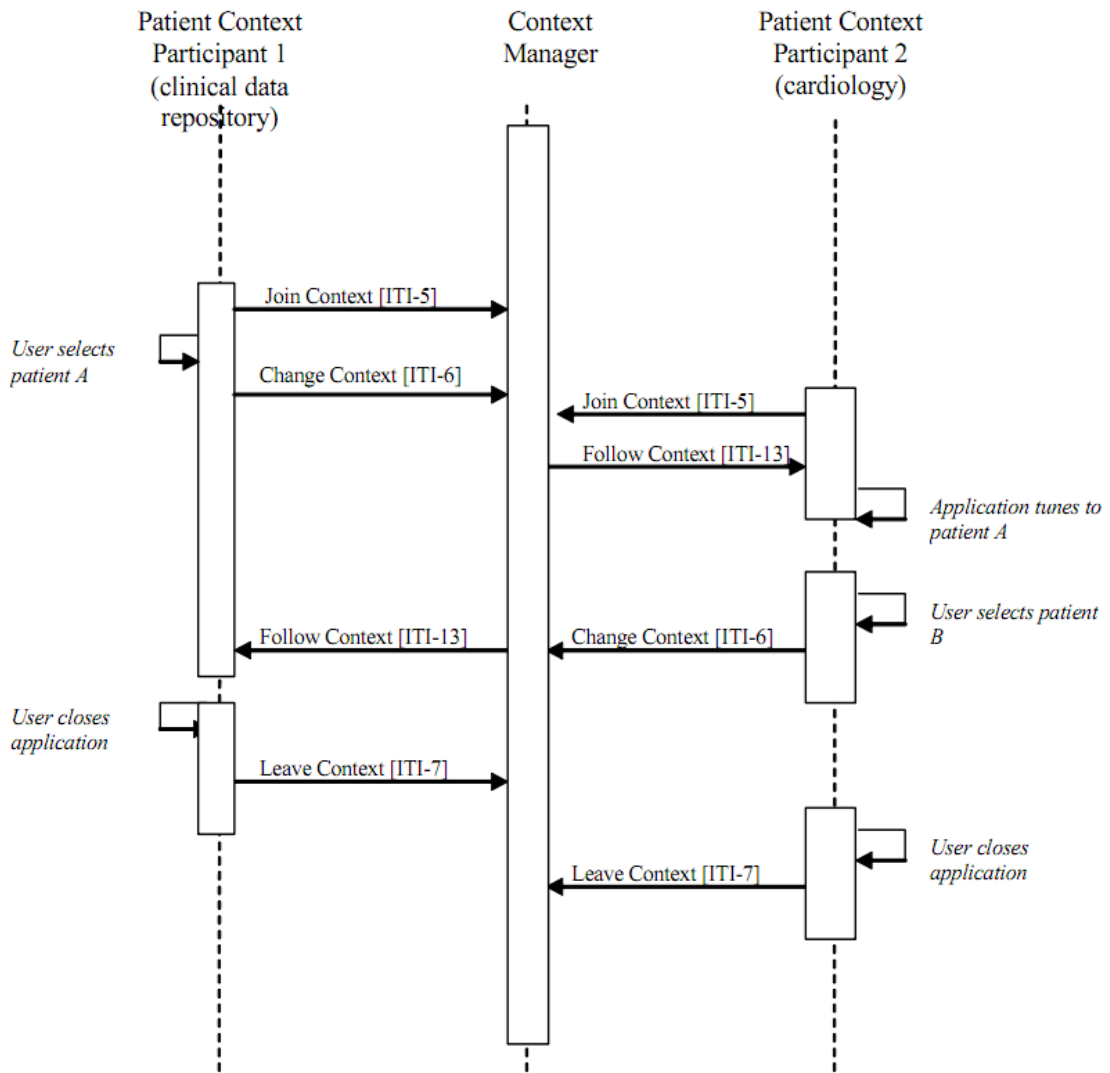 Patient Context
Participant 1
(clinical data
repository)
Context
Manager
Patient Context
Participant 2
(cardiology)
Join Context [ITI-5]
User selects
patient A
Change Context [ITI-6]
Join Context [ITI-5]
Follow Context [ITI-13]
Application tunes to
patient A
User selects patient
B
Follow Context [ITI-13]
Change Context [ITI-6]
User closes
application
Leave Context [ITI-7]
User closes
application
Leave Context [ITI-7]